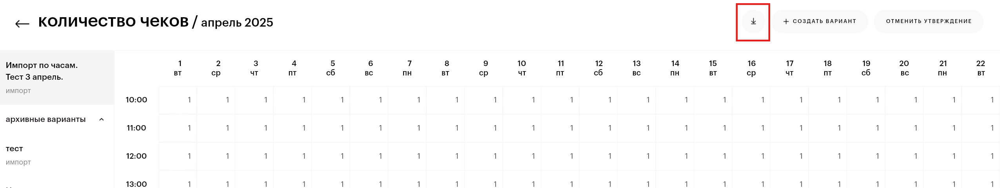 количество чеков / апрель 2025
СОЗДАТЬ ВАРИАНТ
ОТМЕНИТЬ УТВЕРЖДЕНИЕ
Импорт по часам.
Тест 3 апрель.
импорт
архивные варианты
тест
импорт
1 2 3 4 5 6 7 8 9 10 11 12 13 14 15 16 17 18 19 20 21 22
вт ср чт пт сб вс пн вт ср чт пт сб вс пн вт ср чт пт сб вс пн вт
10:00 1 1 1 1 1 1 1 1 1 1 1 1 1 1 1 1 1 1 1 1 1 1
11:00 1 1 1 1 1 1 1 1 1 1 1 1 1 1 1 1 1 1 1 1 1 1
12:00 1 1 1 1 1 1 1 1 1 1 1 1 1 1 1 1 1 1 1 1 1 1
13:00 1 1 1 1 1 1 1 1 1 1 1 1 1 1 1 1 1 1 1 1 1 1